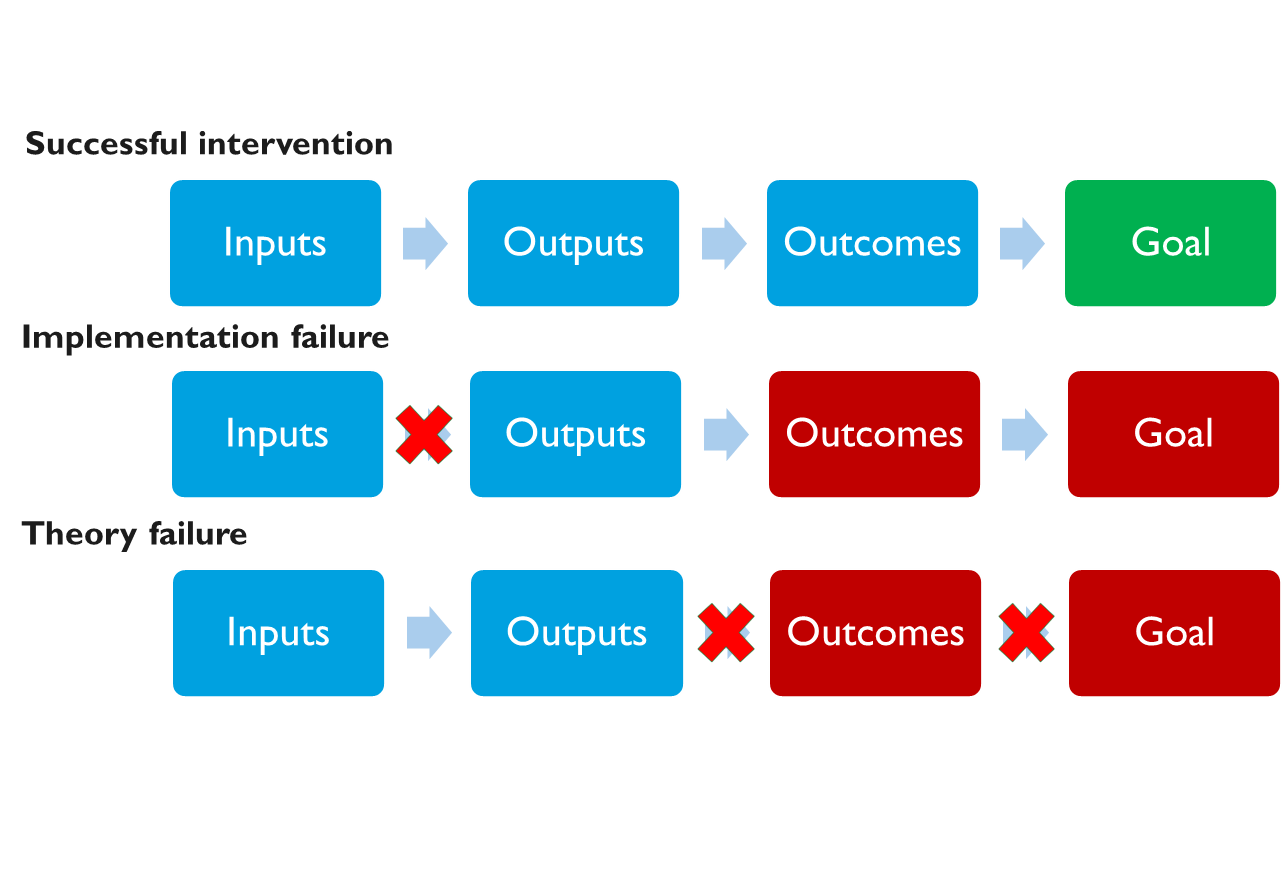 Successful intervention
Inputs
Outputs
Outcomes
Goal
Implementation failure
Inputs
Outputs
Outcomes
Goal
Theory failure
Inputs
Outputs
Outcomes
Goal